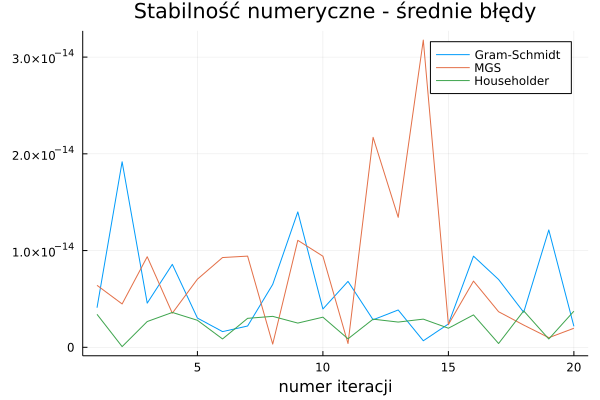 Stabilność numeryczne - średnie błędy
3.0×10⁻¹⁴
2.0×10⁻¹⁴
1.0×10⁻¹⁴
0
Gram-Schmidt
MGS
Householder
5 10 15 20
numer iteracji